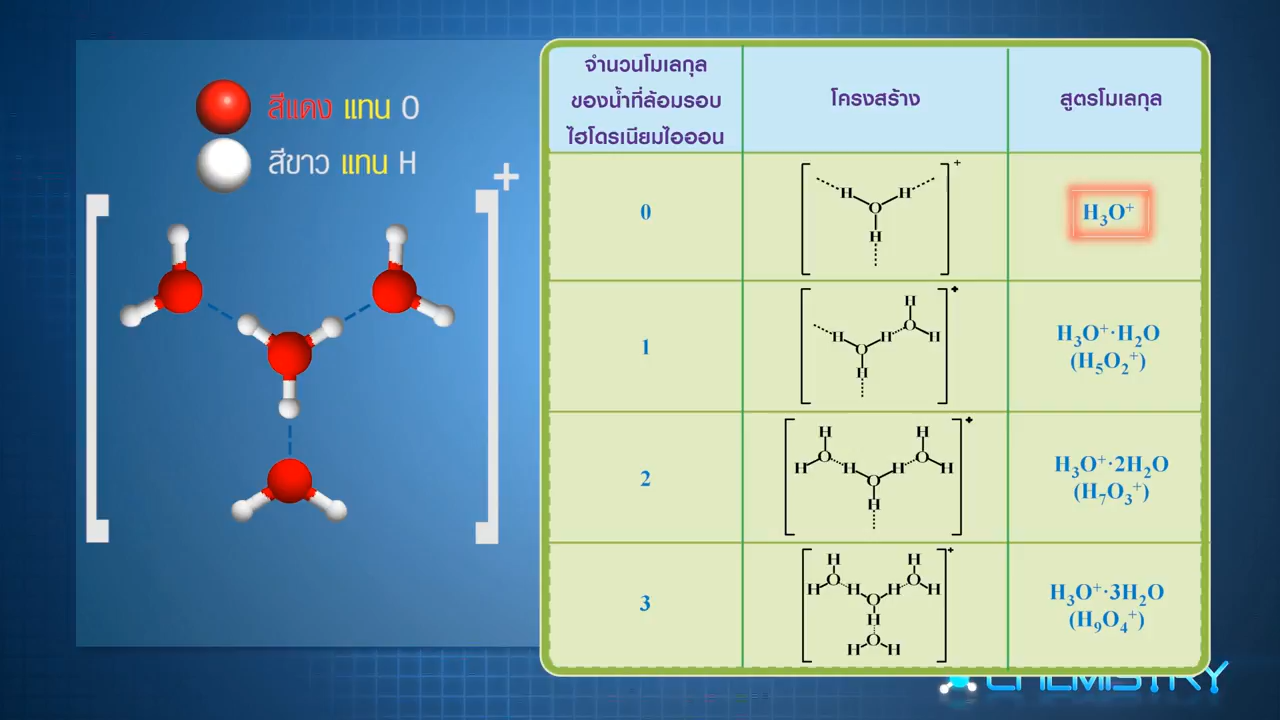 สีแดง แทน O
สีขาว แทน H
+
จำนวนโมเลกุล
ของน้ำที่ล้อมรอบ
ไฮโดรเนียมไอออน
โครงสร้าง
สูตรโมเลกุล
0
H H O H +
H₃O⁺
1
H H O H H O H +
H₃O⁺·H₂O
(H₅O₂⁺)
2
H H O H H O H H O H +
H₃O⁺·2H₂O
(H₇O₃⁺)
3
H H O H H O H H O H H O H +
H₃O⁺·3H₂O
(H₉O₄⁺)
CHEMISTRY